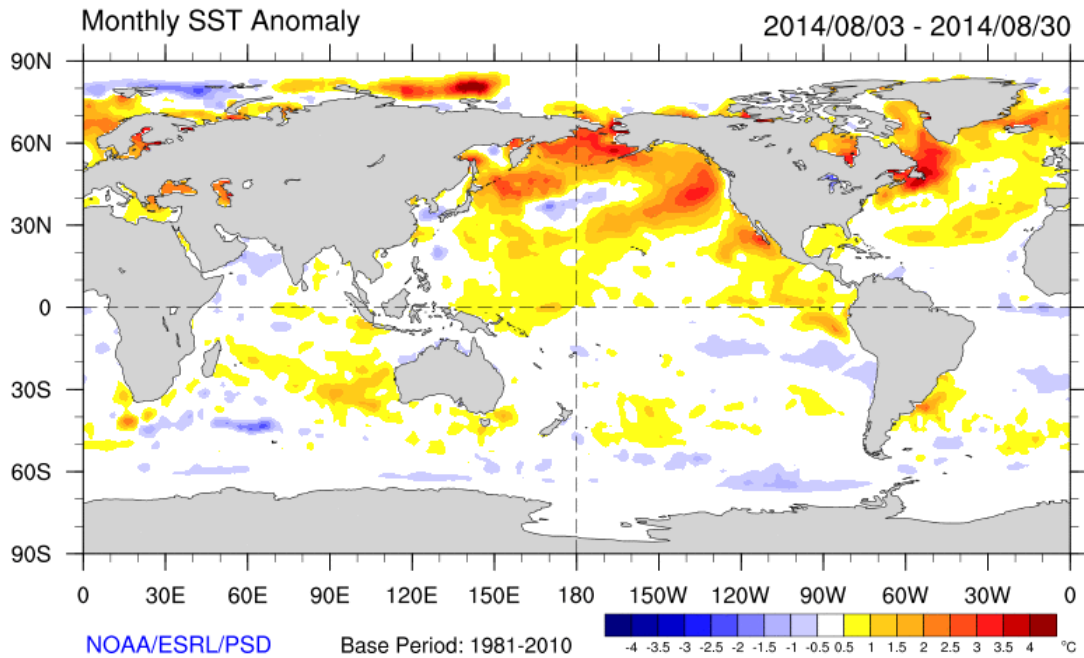 Monthly SST Anomaly 2014/08/03 - 2014/08/30
90N
60N
30N
0
30S
60S
90S
0 30E 60E 90E 120E 150E 180 150W 120W 90W 60W 30W 0
NOAA/ESRL/PSD Base Period: 1981-2010
-4 -3.5 -3 -2.5 -2 -1.5 -1 -0.5 0.5 1 1.5 2 2.5 3 3.5 4 °C